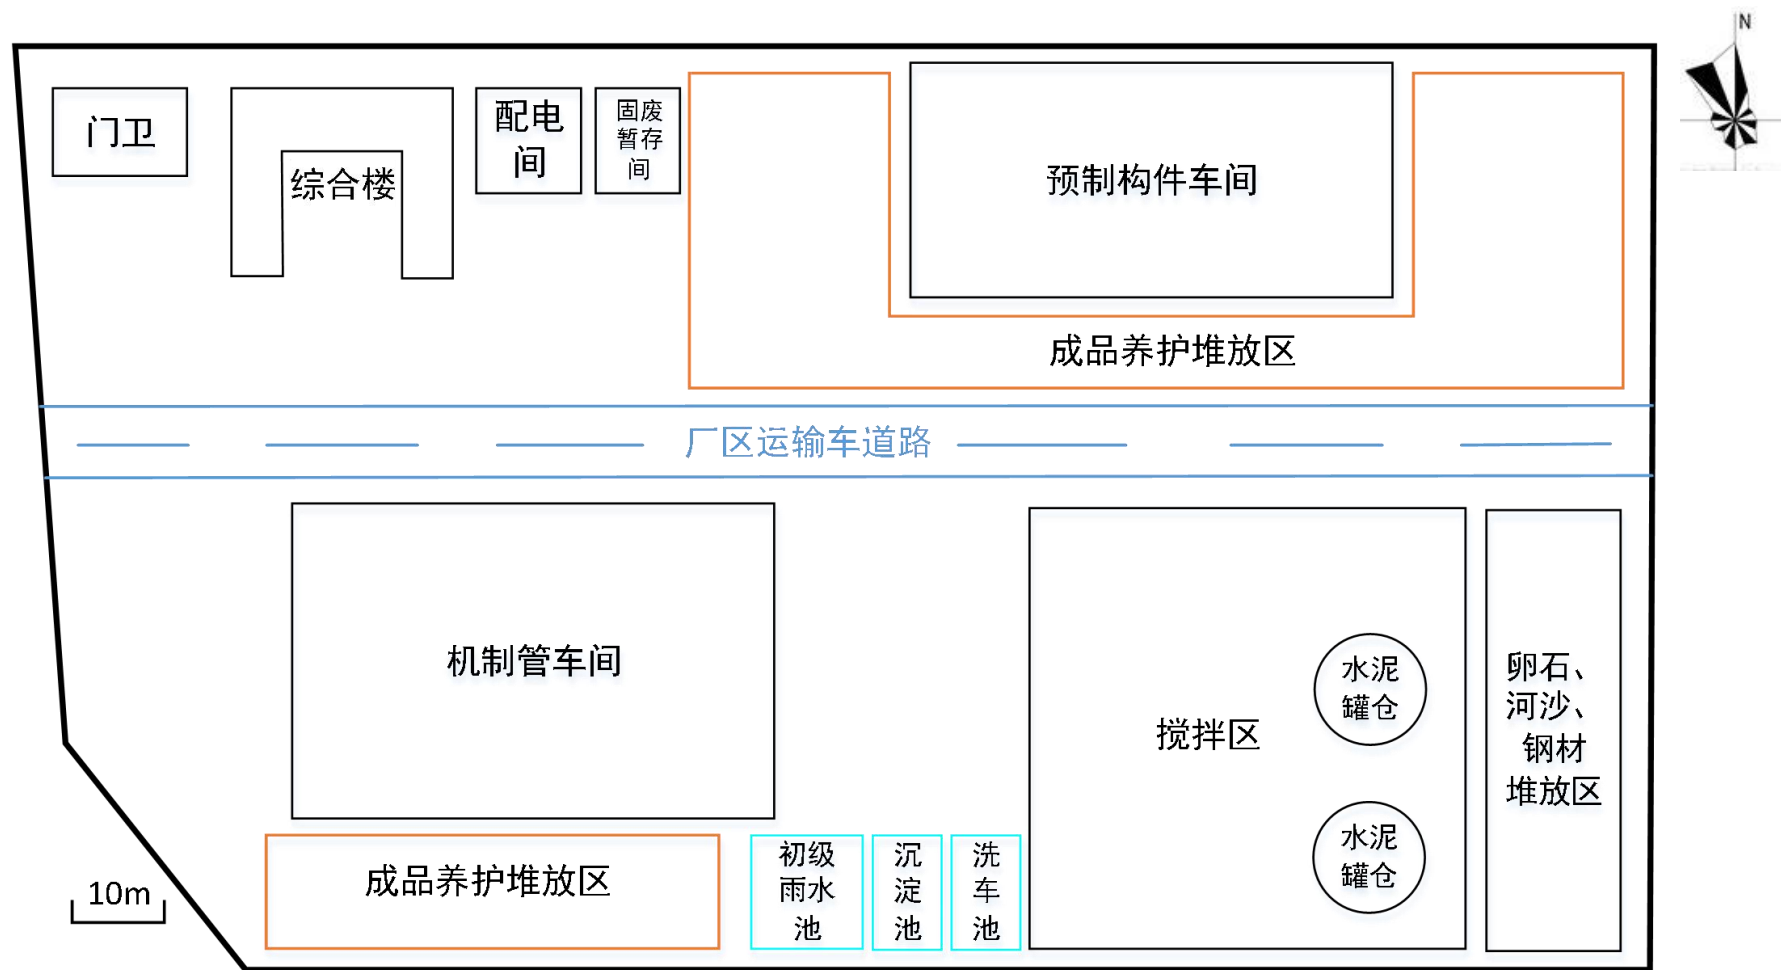 N
门卫
综合楼
配电
间
固废
暂存
间
预制构件车间
成品养护堆放区
厂区运输车道路
机制管车间
搅拌区
水泥
罐仓
水泥
罐仓
卵石、
河沙、
钢材
堆放区
10m
成品养护堆放区
初级
雨水
池
沉
淀
池
洗
车
池